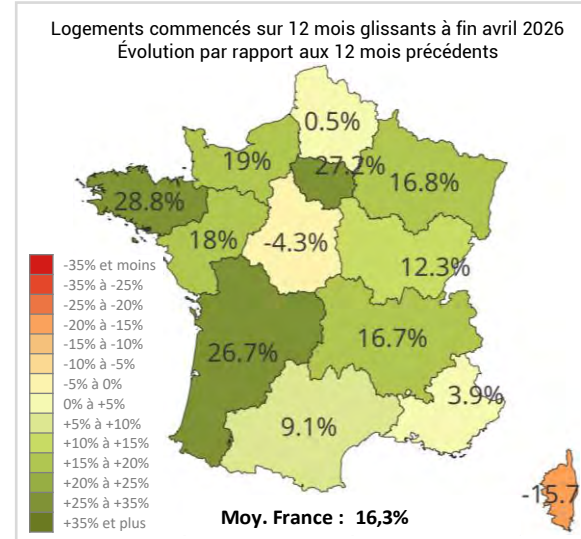 Logements commencés sur 12 mois glissants à fin avril 2026
Évolution par rapport aux 12 mois précédents
0.5%
19%
27.2%
16.8%
28.8%
18%
-4.3%
12.3%
26.7%
16.7%
3.9%
9.1%
-15.7
-35% et moins
-35% à -25%
-25% à -20%
-20% à -15%
-15% à -10%
-10% à -5%
-5% à 0%
0% à +5%
+5% à +10%
+10% à +15%
+15% à +20%
+20% à +25%
+25% à +35%
+35% et plus
Moy. France : 16,3%